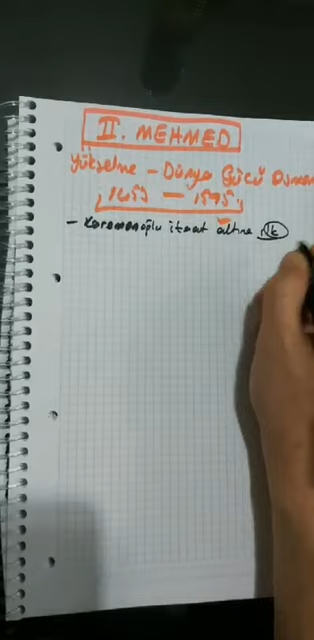 II. MEHMED
Yükselme - Dünya Gücü Osman
1453 - 1595
- Karamanoğlu itaat altına